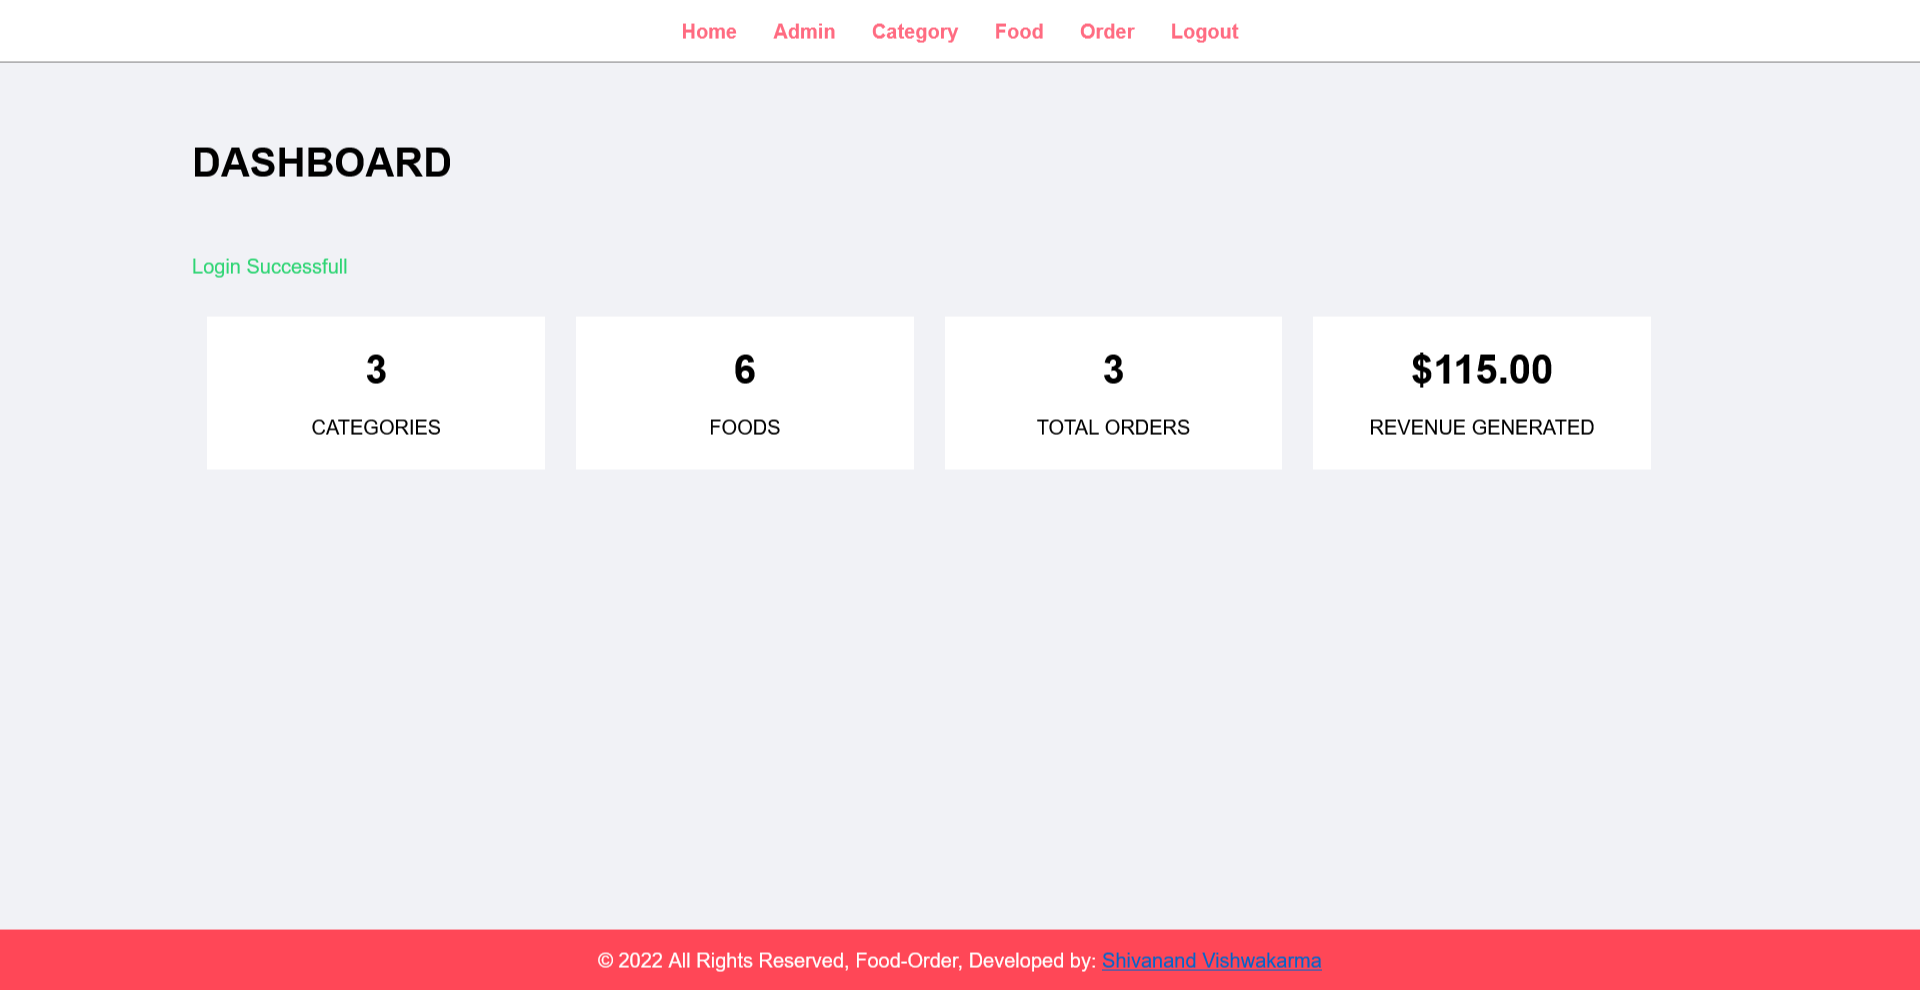 Home Admin Category Food Order Logout
DASHBOARD
Login Successfull
3
CATEGORIES
6
FOODS
3
TOTAL ORDERS
$115.00
REVENUE GENERATED
© 2022 All Rights Reserved, Food-Order, Developed by: Shivanand Vishwakarma